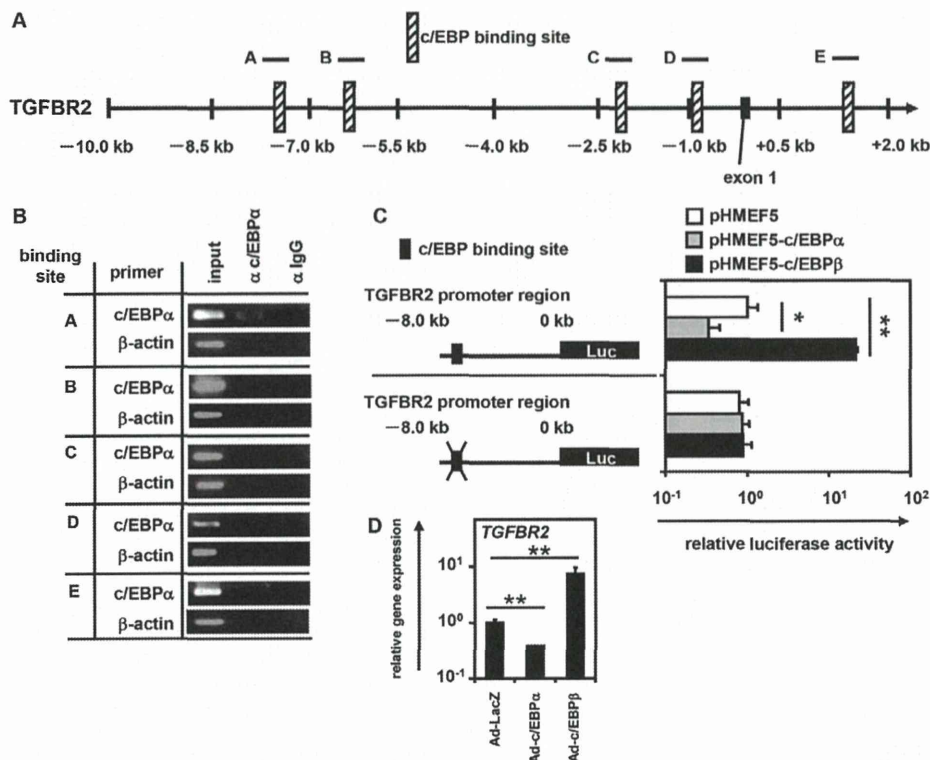 A
c/EBP binding site
A B C D E
TGFBR2
−10.0 kb −8.5 kb −7.0 kb −5.5 kb −4.0 kb −2.5 kb −1.0 kb +0.5 kb +2.0 kb
exon 1
B
binding site
primer
input
α c/EBPα
α IgG
A
c/EBPα
β-actin
B
c/EBPα
β-actin
C
c/EBPα
β-actin
D
c/EBPα
β-actin
E
c/EBPα
β-actin
C
c/EBP binding site
pHMEF5
pHMEF5-c/EBPα
pHMEF5-c/EBPβ
TGFBR2 promoter region
−8.0 kb 0 kb
Luc
*
**
TGFBR2 promoter region
−8.0 kb 0 kb
Luc
10-1 100 101 102
relative luciferase activity
D
relative gene expression
TGFBR2
**
**
101
100
10-1
Ad-LacZ
Ad-c/EBPα
Ad-c/EBPβ